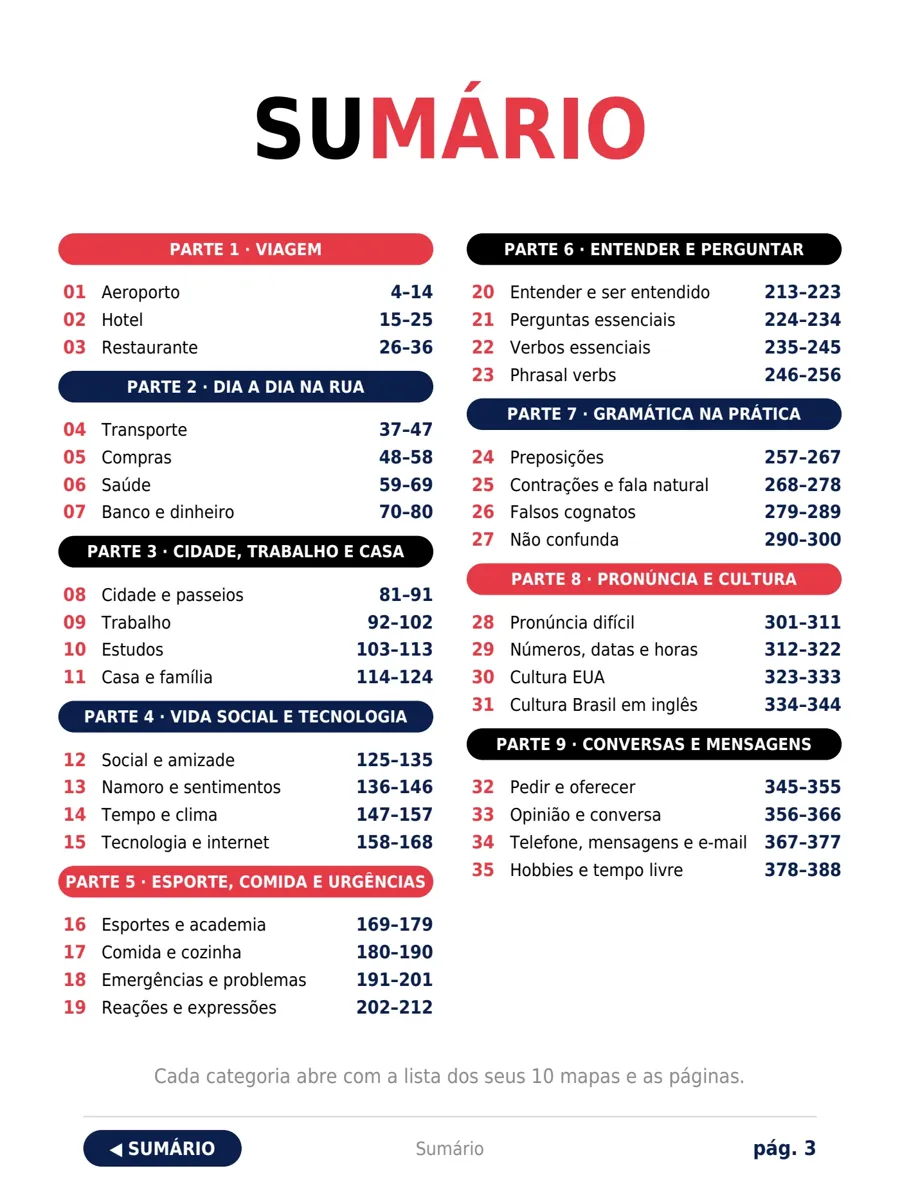 SUMÁRIO
PARTE 1 · VIAGEM
01 Aeroporto 4–14
02 Hotel 15–25
03 Restaurante 26–36
PARTE 2 · DIA A DIA NA RUA
04 Transporte 37–47
05 Compras 48–58
06 Saúde 59–69
07 Banco e dinheiro 70–80
PARTE 3 · CIDADE, TRABALHO E CASA
08 Cidade e passeios 81–91
09 Trabalho 92–102
10 Estudos 103–113
11 Casa e família 114–124
PARTE 4 · VIDA SOCIAL E TECNOLOGIA
12 Social e amizade 125–135
13 Namoro e sentimentos 136–146
14 Tempo e clima 147–157
15 Tecnologia e internet 158–168
PARTE 5 · ESPORTE, COMIDA E URGÊNCIAS
16 Esportes e academia 169–179
17 Comida e cozinha 180–190
18 Emergências e problemas 191–201
19 Reações e expressões 202–212
PARTE 6 · ENTENDER E PERGUNTAR
20 Entender e ser entendido 213–223
21 Perguntas essenciais 224–234
22 Verbos essenciais 235–245
23 Phrasal verbs 246–256
PARTE 7 · GRAMÁTICA NA PRÁTICA
24 Preposições 257–267
25 Contrações e fala natural 268–278
26 Falsos cognatos 279–289
27 Não confunda 290–300
PARTE 8 · PRONÚNCIA E CULTURA
28 Pronúncia difícil 301–311
29 Números, datas e horas 312–322
30 Cultura EUA 323–333
31 Cultura Brasil em inglês 334–344
PARTE 9 · CONVERSAS E MENSAGENS
32 Pedir e oferecer 345–355
33 Opinião e conversa 356–366
34 Telefone, mensagens e e-mail 367–377
35 Hobbies e tempo livre 378–388
Cada categoria abre com a lista dos seus 10 mapas e as páginas.
◀ SUMÁRIO Sumário pág. 3